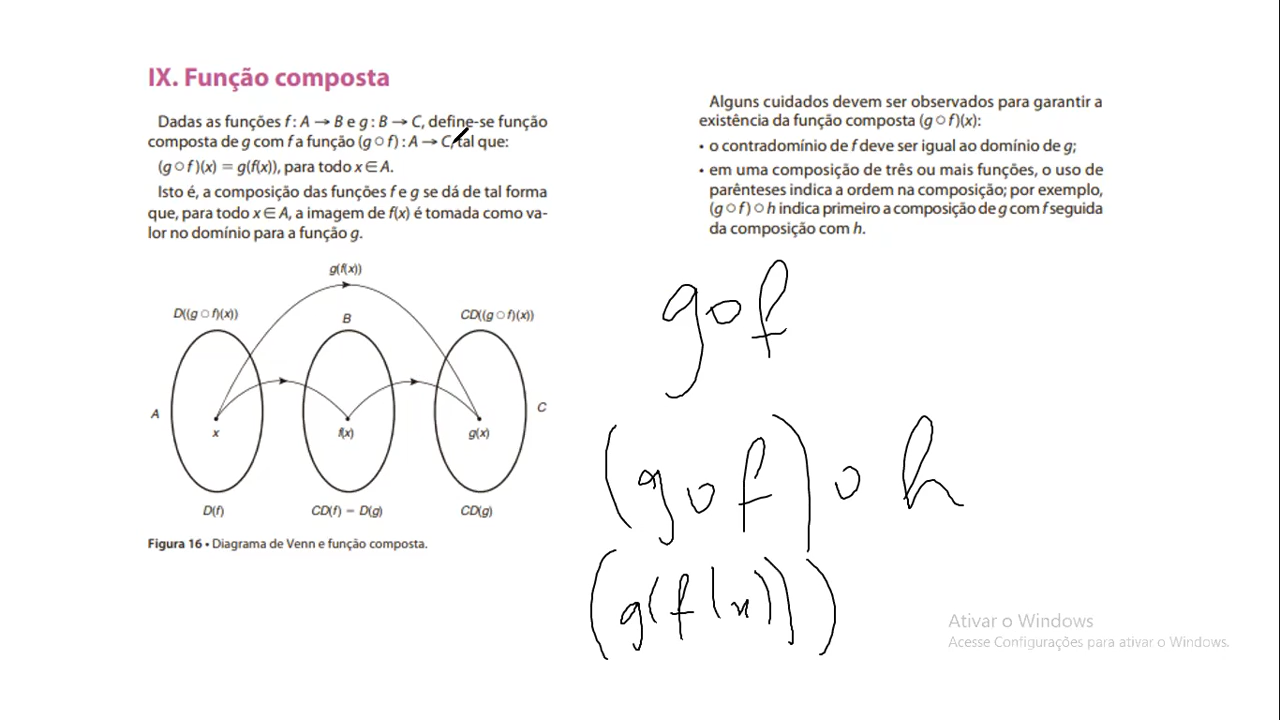 IX. Função composta
Dadas as funções f : A → B e g : B → C, define-se função
composta de g com f a função (g ○ f) : A → C, tal que:
(g ○ f)(x) = g(f(x)), para todo x ∈ A.
Isto é, a composição das funções f e g se dá de tal forma
que, para todo x ∈ A, a imagem de f(x) é tomada como va-
lor no domínio para a função g.
g(f(x))
D((g ○ f)(x))
B
CD((g ○ f)(x))
A
C
x
f(x)
g(x)
D(f)
CD(f) = D(g)
CD(g)
Figura 16 • Diagrama de Venn e função composta.
Alguns cuidados devem ser observados para garantir a
existência da função composta (g ○ f)(x):
• o contradomínio de f deve ser igual ao domínio de g;
• em uma composição de três ou mais funções, o uso de
parênteses indica a ordem na composição; por exemplo,
(g ○ f) ○ h indica primeiro a composição de g com f seguida
da composição com h.
g o f
(g o f) o h
(g(f(x)))
Ativar o Windows
Acesse Configurações para ativar o Windows.